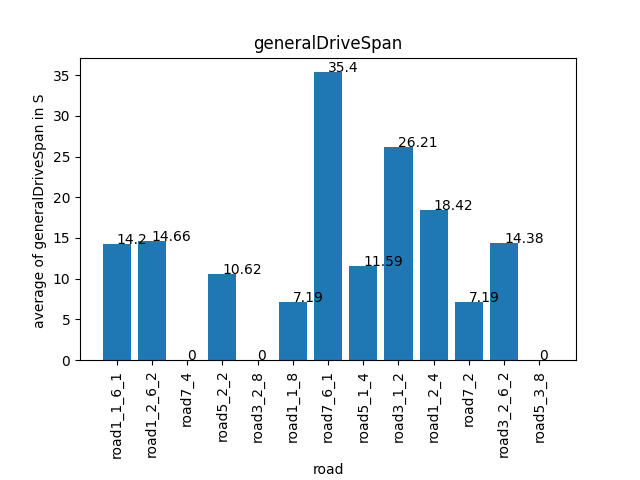 generalDriveSpan
average of generalDriveSpan in S
35
30
25
20
15
10
5
0
14.2
14.66
0
10.62
0
7.19
35.4
11.59
26.21
18.42
7.19
14.38
0
road1_1_6_1
road1_2_6_2
road7_4
road5_2_2
road3_2_8
road1_1_8
road7_6_1
road5_1_4
road3_1_2
road1_2_4
road7_2
road3_2_6_2
road5_3_8
road